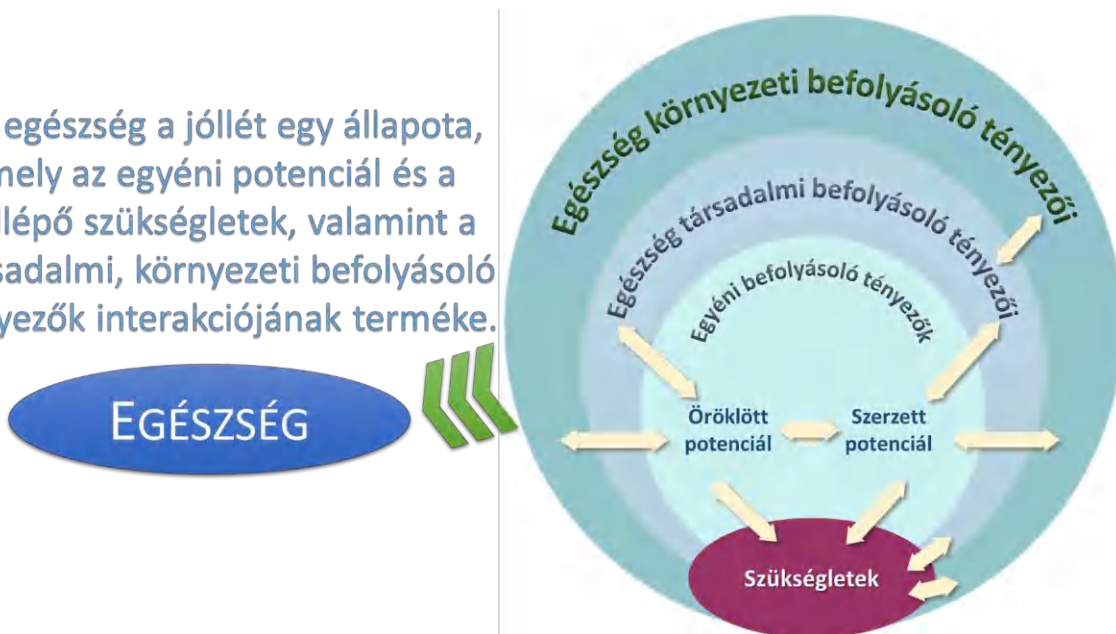 egészség a jóllét egy állapota,
mely az egyéni potenciál és a
llépő szükségletek, valamint a
sadalmi, környezeti befolyásoló
yezők interakciójának terméke.
EGÉSZSÉG
Egészség környezeti befolyásoló tényezői
Egészség társadalmi befolyásoló tényezői
Egyéni befolyásoló tényezők
Öröklött
potenciál
Szerzett
potenciál
Szükségletek